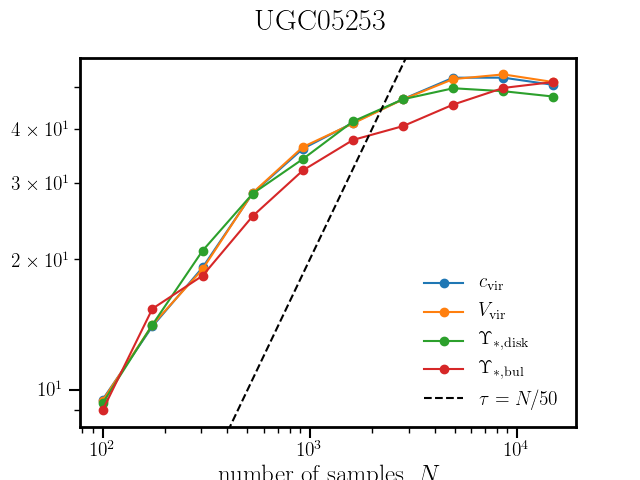 UGC05253
4 × 10¹
3 × 10¹
2 × 10¹
10¹
c_vir
V_vir
Υ_*,disk
Υ_*,bul
τ = N/50
10² 10³ 10⁴
number of samples, N